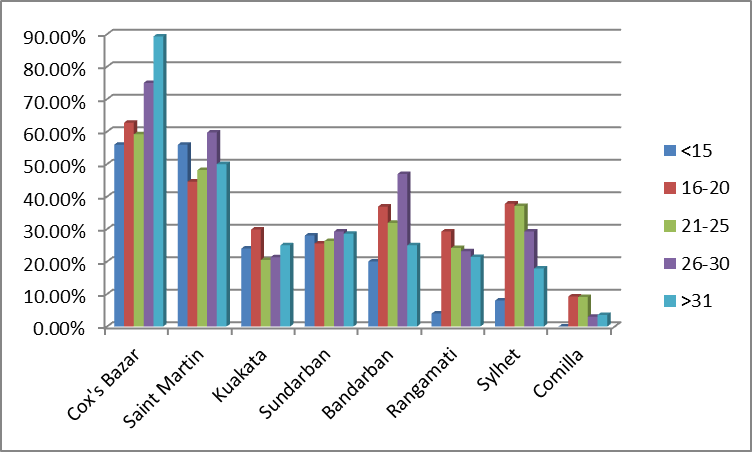 90.00%
80.00%
70.00%
60.00%
50.00%
40.00%
30.00%
20.00%
10.00%
0.00%
Cox's Bazar
Saint Martin
Kuakata
Sundarban
Bandarban
Rangamati
Sylhet
Comilla
<15
16-20
21-25
26-30
>31